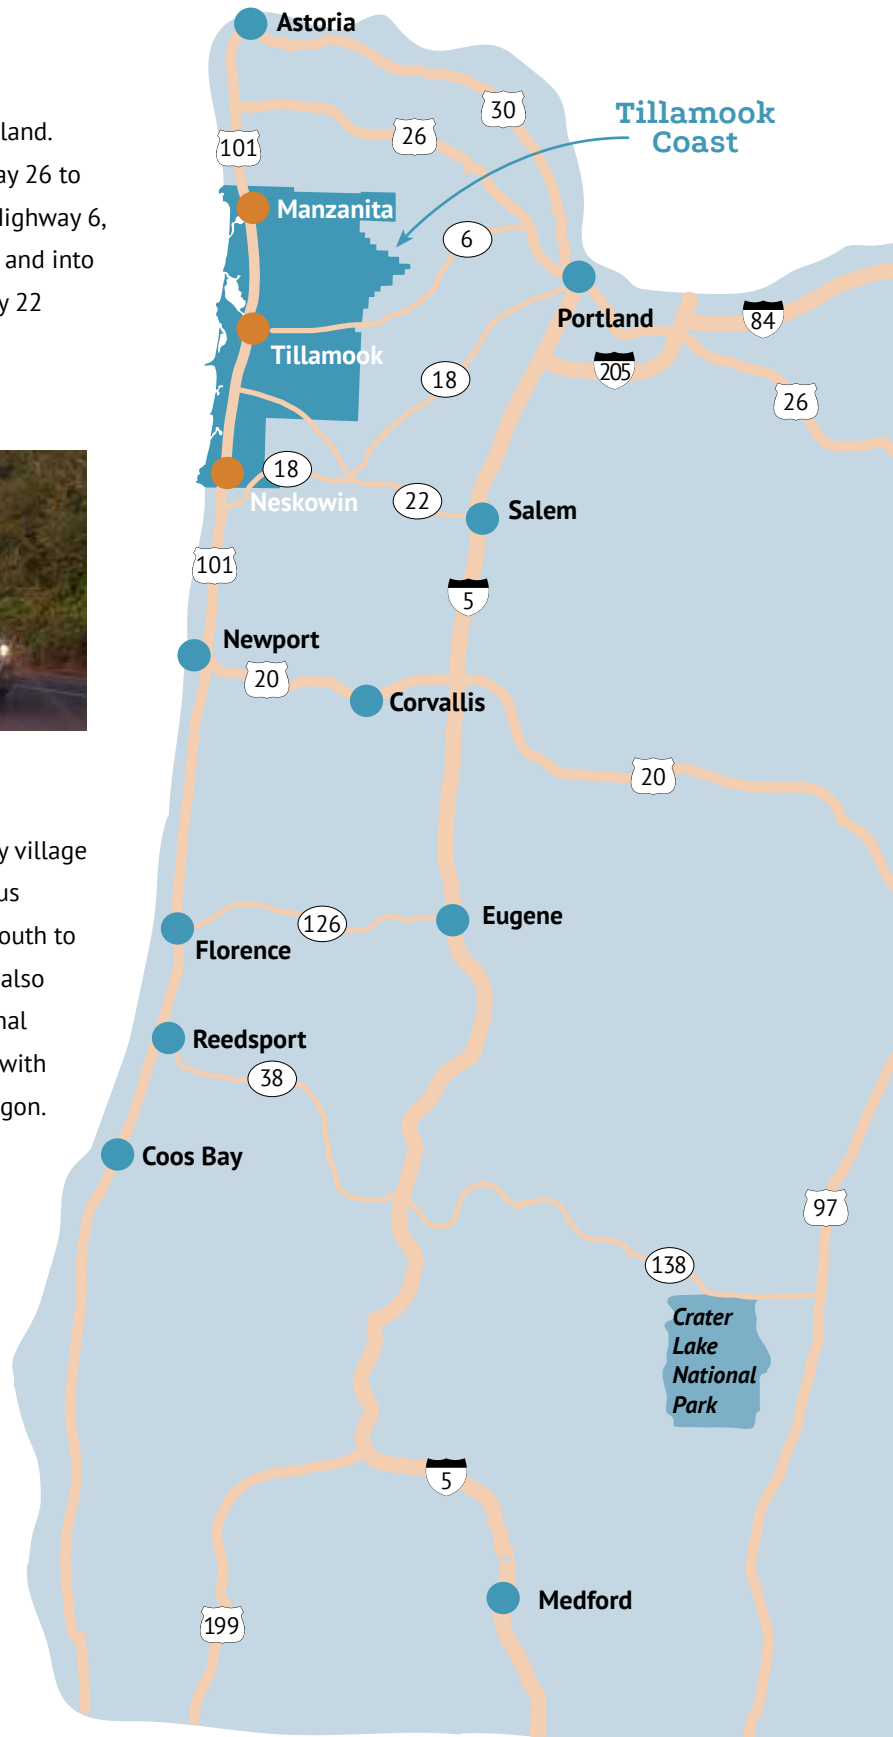 Astoria
30
Tillamook
Coast
26
101
land.
ay 26 to
Highway 6,
and into
y 22
Manzanita
6
Portland
84
Tillamook
205
18
26
18
Neskowin
22
Salem
101
5
Newport
20
Corvallis
20
y village
us
outh to
also
nal
with
gon.
126
Eugene
Florence
Reedsport
38
Coos Bay
97
138
Crater
Lake
National
Park
5
Medford
199